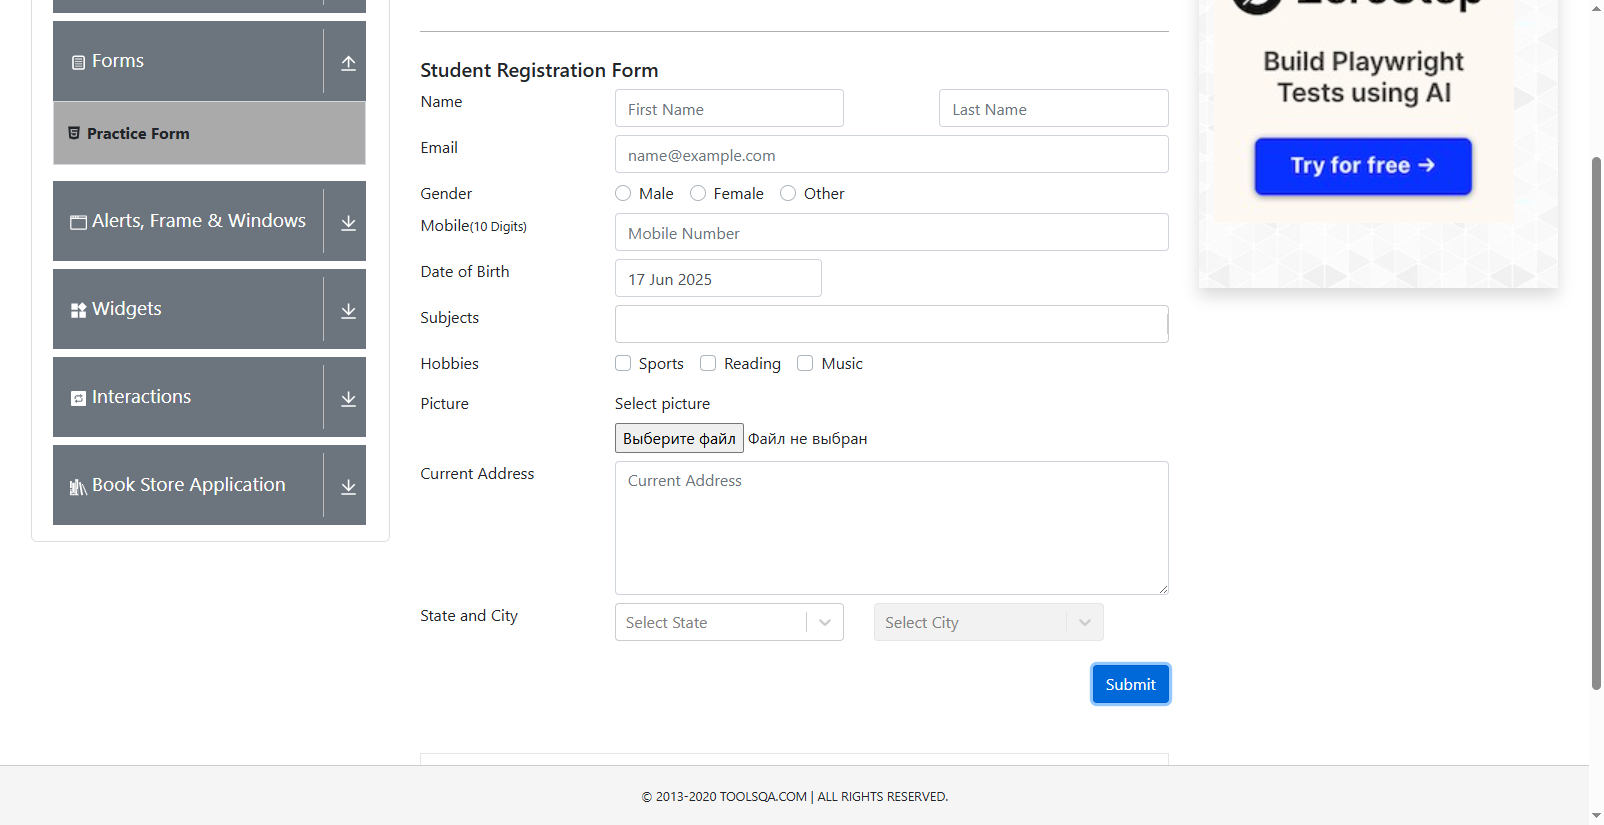 Forms
Practice Form
Alerts, Frame & Windows
Widgets
Interactions
Book Store Application
Student Registration Form
Name
First Name
Last Name
Email
name@example.com
Gender
Male
Female
Other
Mobile(10 Digits)
Mobile Number
Date of Birth
17 Jun 2025
Subjects
Hobbies
Sports
Reading
Music
Picture
Select picture
Выберите файл
Файл не выбран
Current Address
Current Address
State and City
Select State
Select City
Submit
Build Playwright
Tests using AI
Try for free →
© 2013-2020 TOOLSQA.COM | ALL RIGHTS RESERVED.